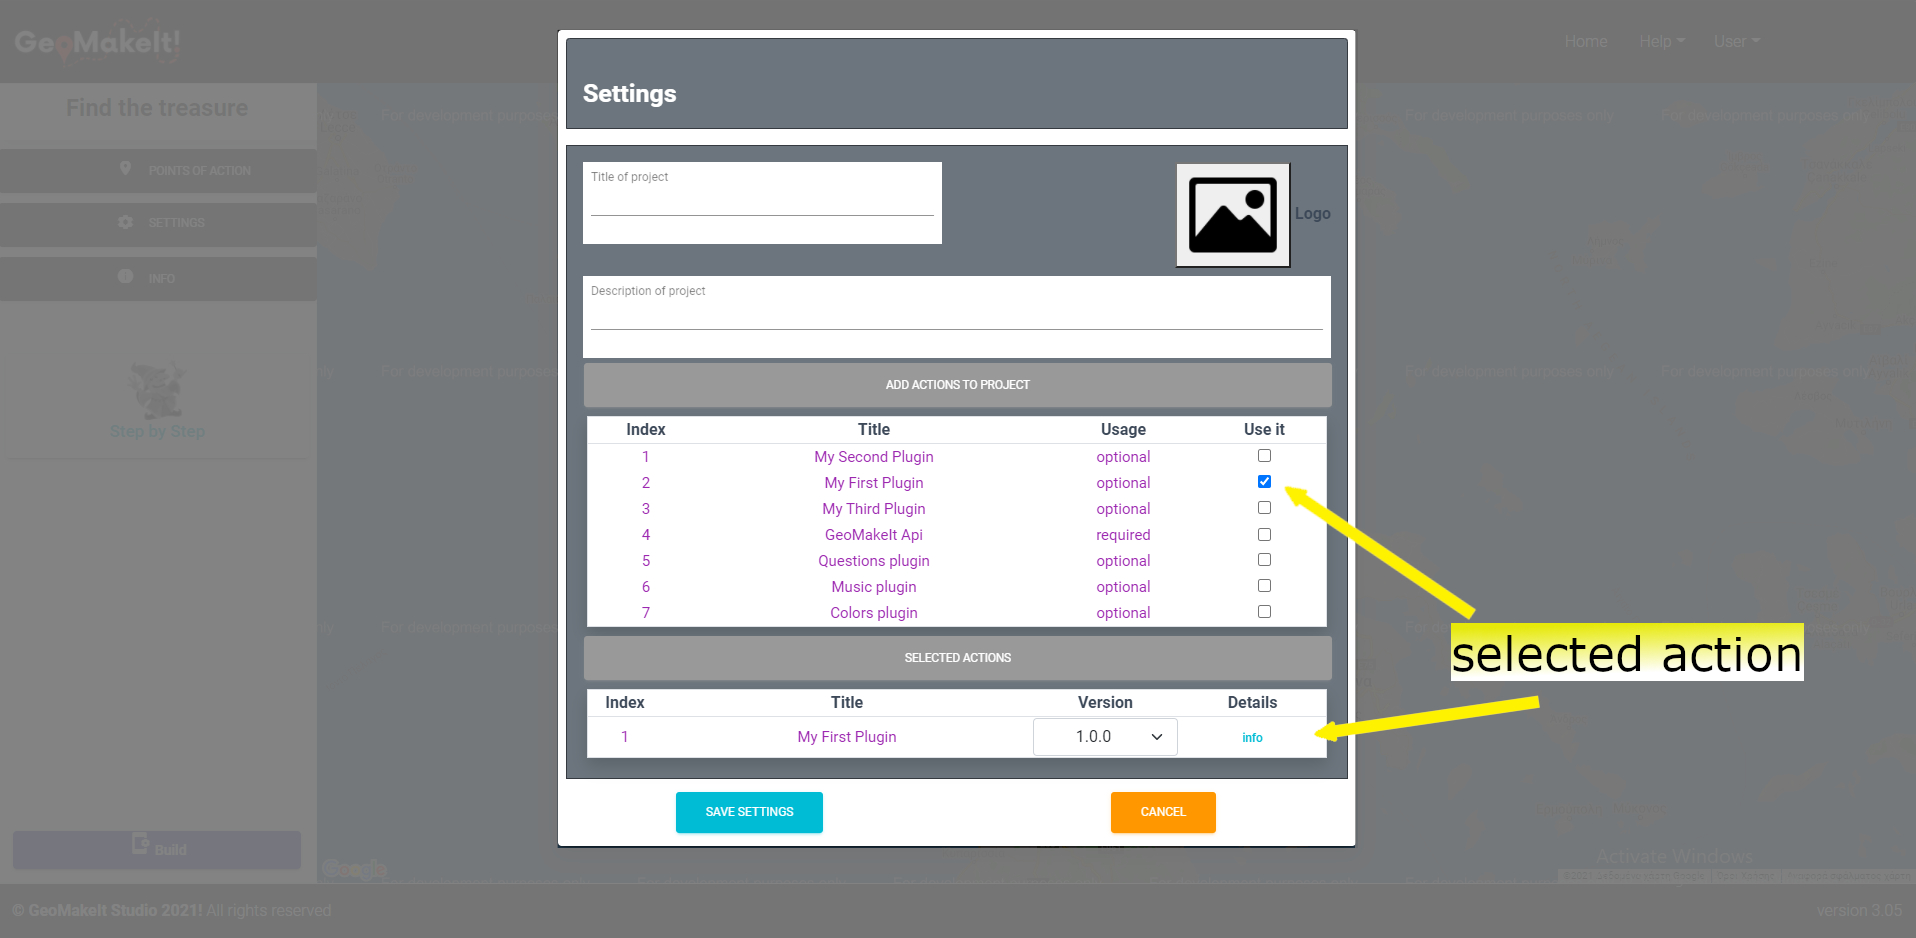 GeoMakeIt!
Home Help User
Find the treasure
POINTS OF ACTION
SETTINGS
INFO
Step by Step
Build
Settings
Title of project
Logo
Description of project
ADD ACTIONS TO PROJECT
Index Title Usage Use it
1 My Second Plugin optional
2 My First Plugin optional
3 My Third Plugin optional
4 GeoMakeIt Api required
5 Questions plugin optional
6 Music plugin optional
7 Colors plugin optional
SELECTED ACTIONS
Index Title Version Details
1 My First Plugin 1.0.0 info
SAVE SETTINGS CANCEL
selected action
For development purposes only
For development purposes only
Google
Activate Windows
© GeoMakeIt Studio 2021! All rights reserved
version 3.05